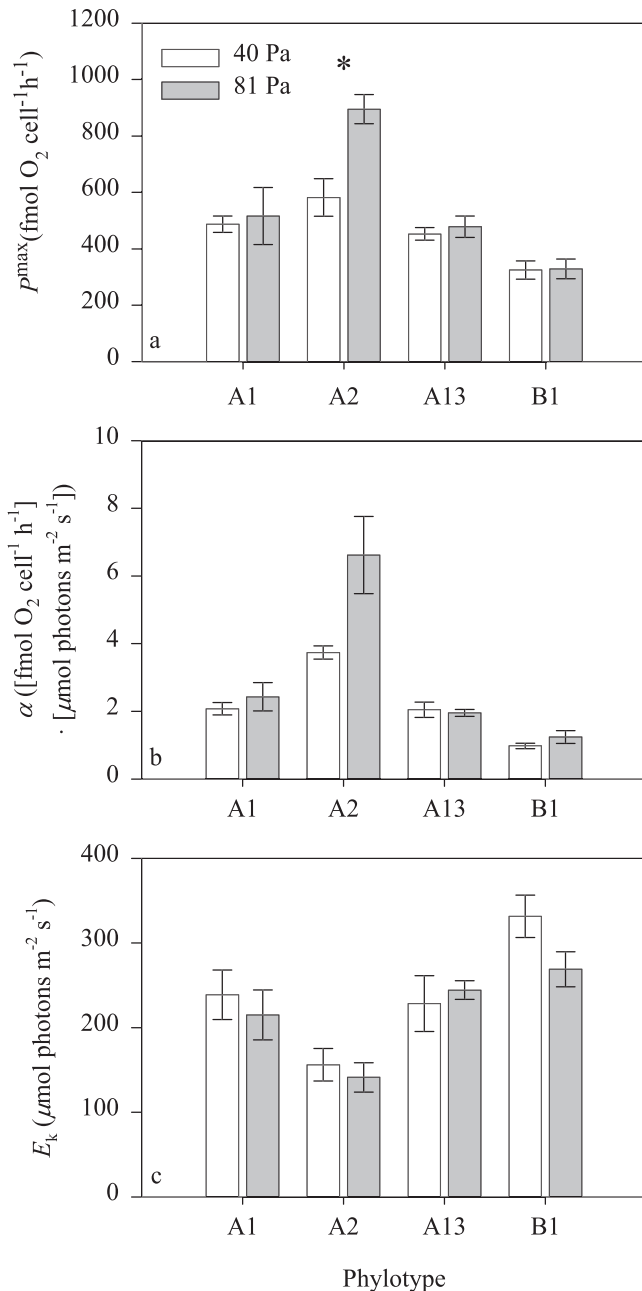 1200
1000
800
600
400
200
0
40 Pa
81 Pa
*
Pmax(fmol O2 cell-1h-1)
a
A1 A2 A13 B1
10
8
6
4
2
0
α ([fmol O2 cell-1 h-1]
· [µmol photons m-2 s-1])
b
A1 A2 A13 B1
400
300
200
100
0
Ek (µmol photons m-2 s-1)
c
A1 A2 A13 B1
Phylotype